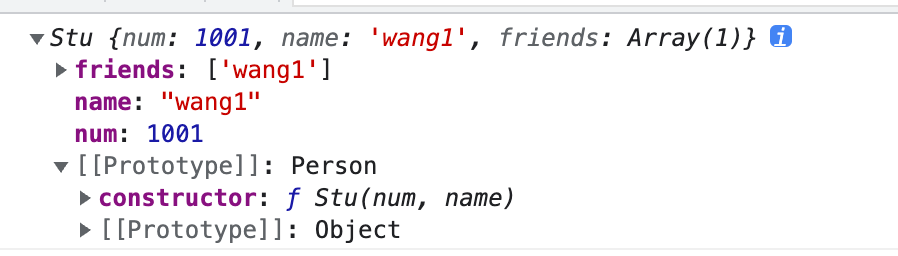 ▼Stu {num: 1001, name: 'wang1', friends: Array(1)} i
▶friends: ['wang1']
name: "wang1"
num: 1001
▼[[Prototype]]: Person
▶constructor: ƒ Stu(num, name)
▶[[Prototype]]: Object